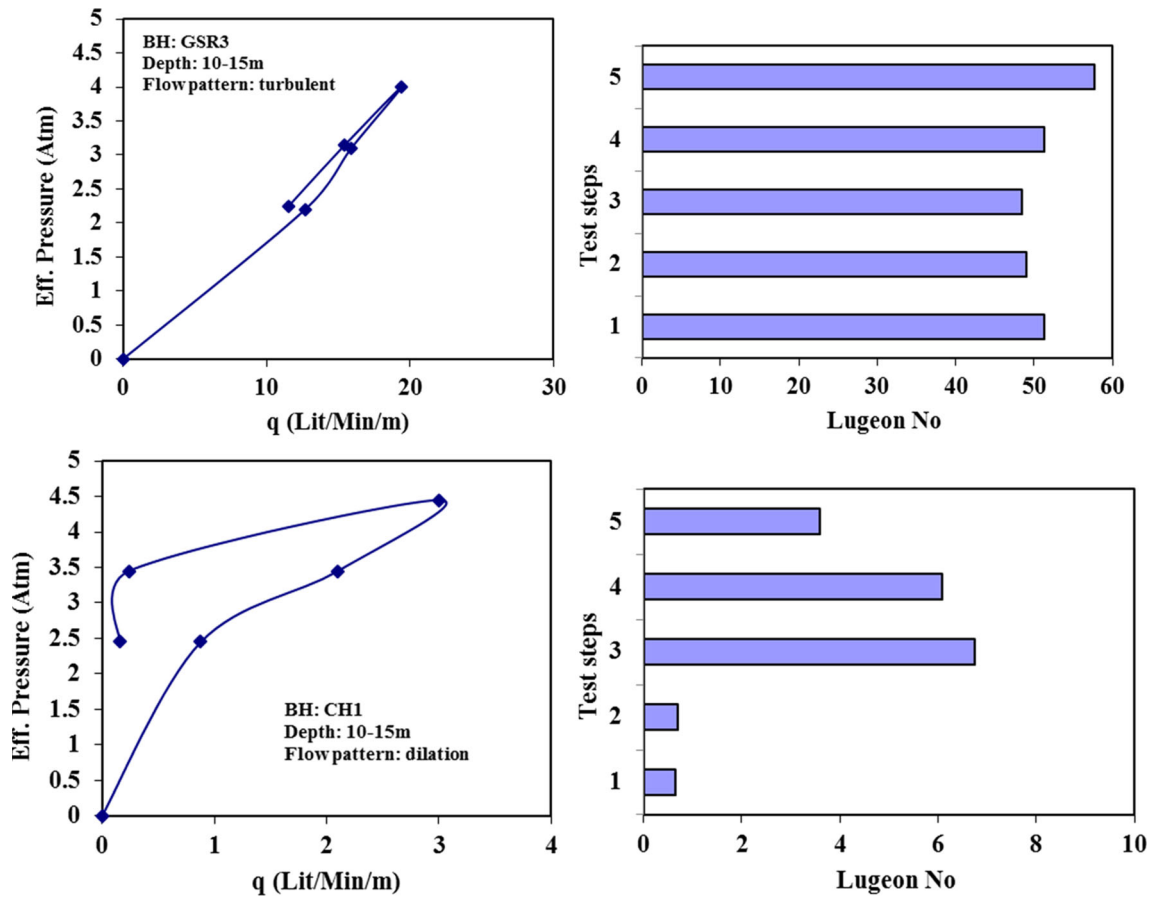 5
4.5
4
3.5
3
2.5
2
1.5
1
0.5
0
Eff. Pressure (Atm)
BH: GSR3
Depth: 10-15m
Flow pattern: turbulent
0 10 20 30
q (Lit/Min/m)
5
4
3
2
1
Test steps
0 10 20 30 40 50 60
Lugeon No
5
4.5
4
3.5
3
2.5
2
1.5
1
0.5
0
Eff. Pressure (Atm)
BH: CH1
Depth: 10-15m
Flow pattern: dilation
0 1 2 3 4
q (Lit/Min/m)
5
4
3
2
1
Test steps
0 2 4 6 8 10
Lugeon No